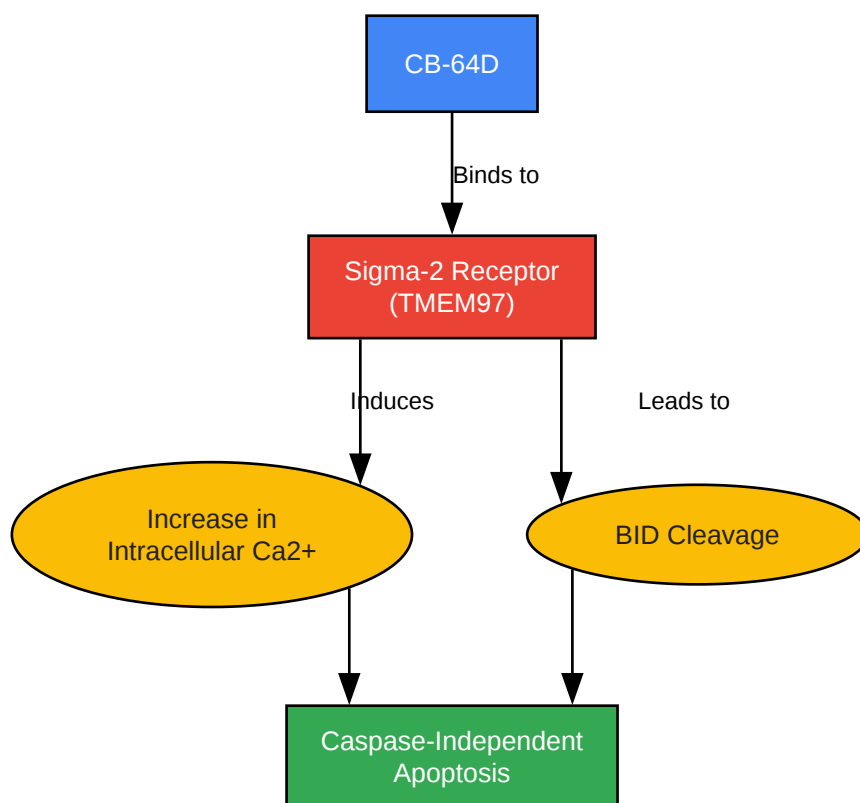 CB-64D
Binds to
Sigma-2 Receptor
(TMEM97)
Induces
Leads to
Increase in
Intracellular Ca2+
BID Cleavage
Caspase-Independent
Apoptosis